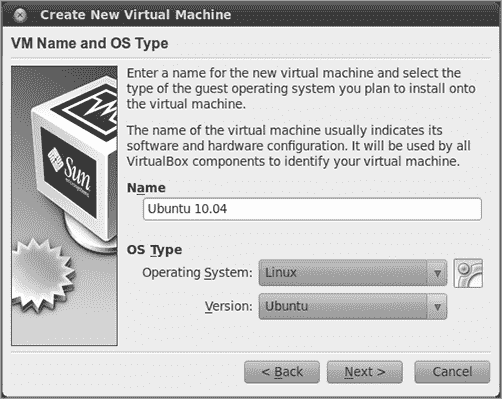 Create New Virtual Machine
VM Name and OS Type
Enter a name for the new virtual machine and select the
type of the guest operating system you plan to install onto
the virtual machine.
The name of the virtual machine usually indicates its
software and hardware configuration. It will be used by all
VirtualBox components to identify your virtual machine.
Sun
Name
Ubuntu 10.04
OS Type
Operating System: Linux
Version: Ubuntu
< Back Next > Cancel